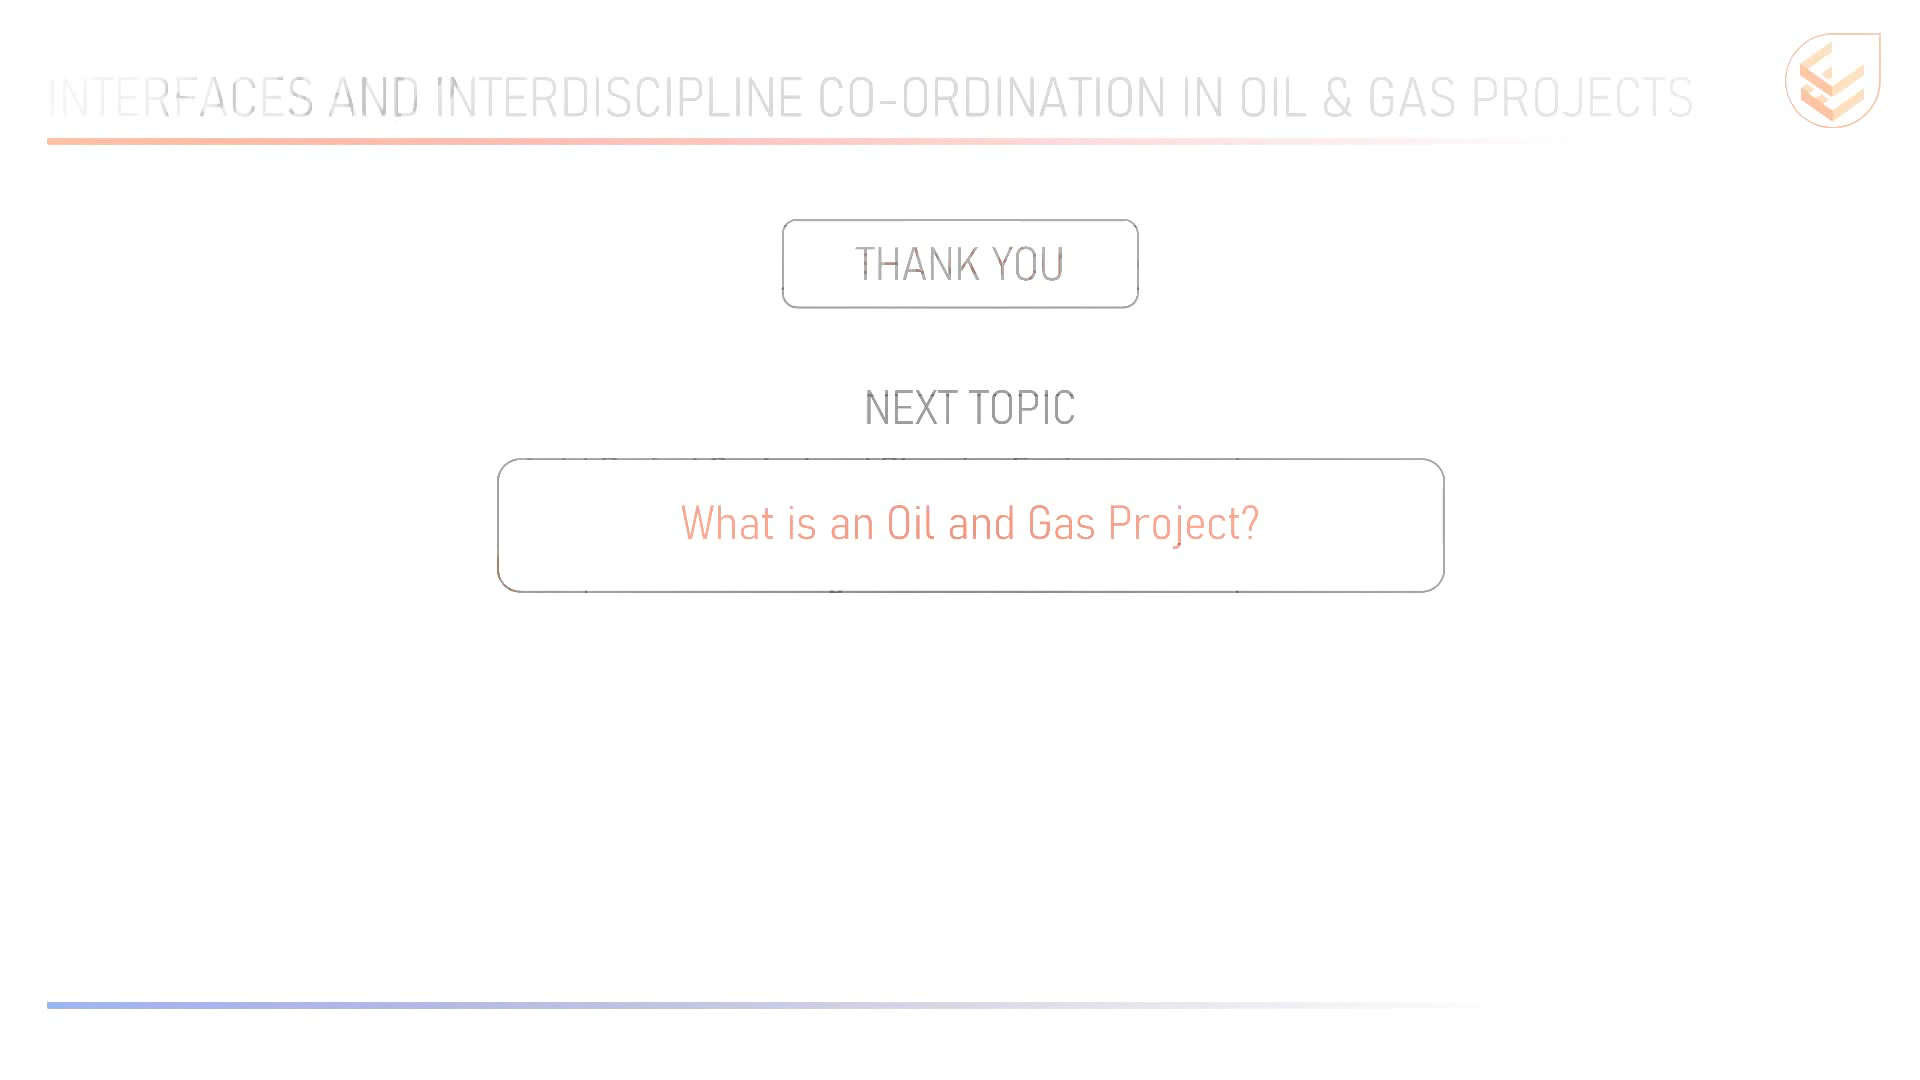 INTERFACES AND INTERDISCIPLINE CO-ORDINATION IN OIL & GAS PROJECTS
THANK YOU
NEXT TOPIC
What is an Oil and Gas Project?